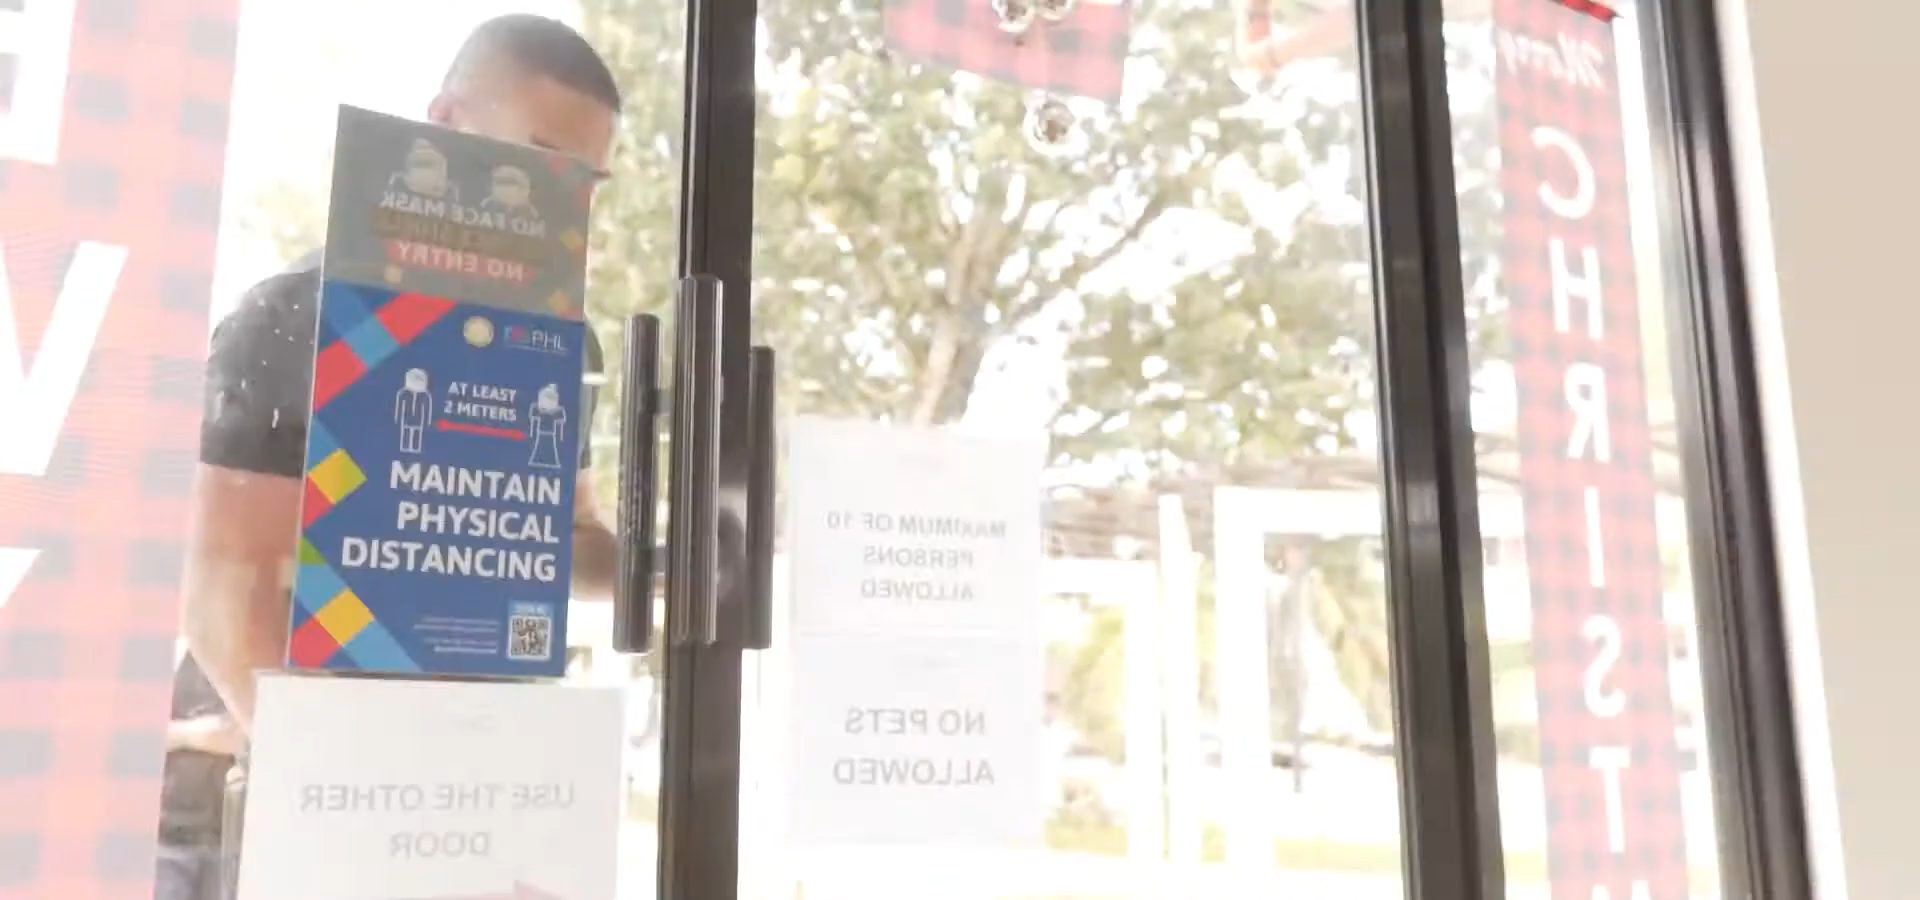 NO FACE MASK
NO ENTRY
PHL
AT LEAST
2 METERS
MAINTAIN
PHYSICAL
DISTANCING
USE THE OTHER
DOOR
MAXIMUM OF 10
PERSONS
ALLOWED
NO PETS
ALLOWED
Merry
CHRIST